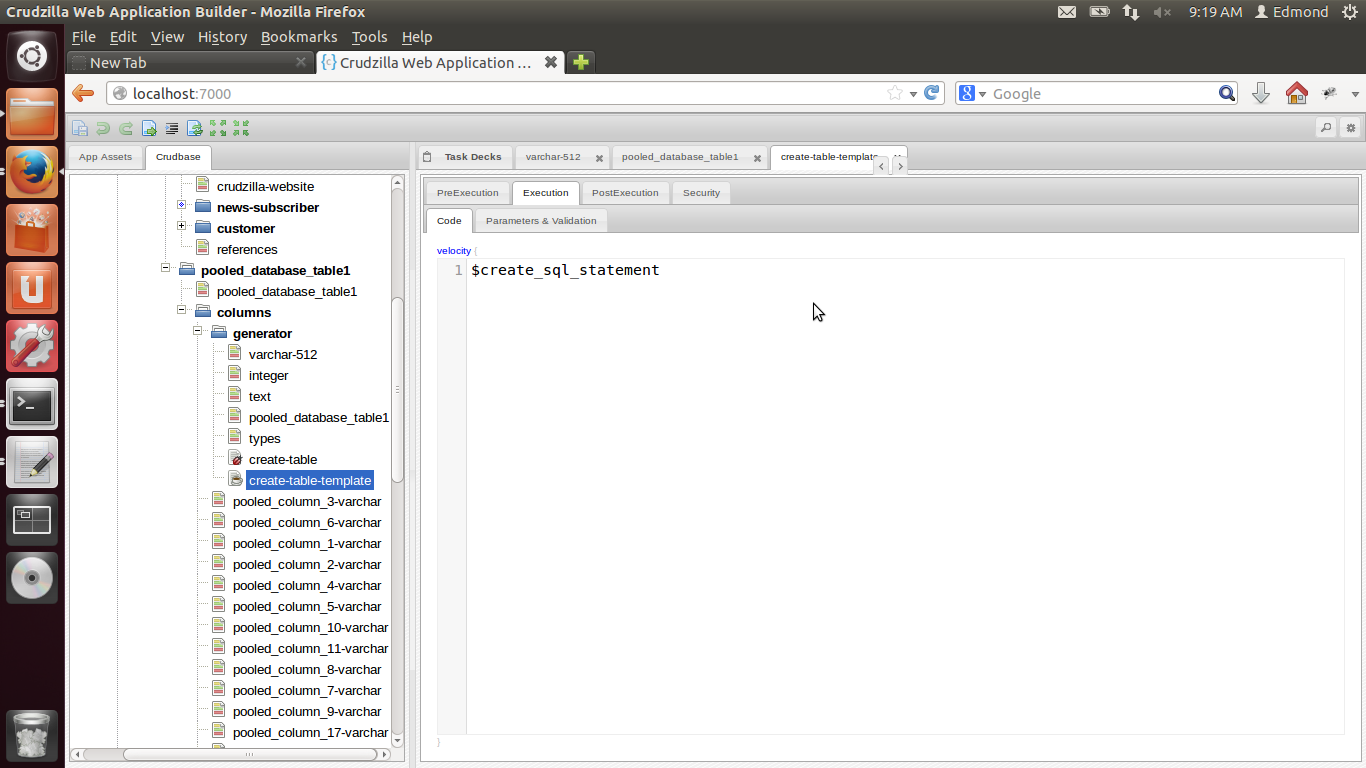 Crudzilla Web Application Builder - Mozilla Firefox
9:19 AM Edmond
File Edit View History Bookmarks Tools Help
New Tab
{c} Crudzilla Web Application ...
localhost:7000
8 Google
App Assets
Crudbase
Task Decks
varchar-512
pooled_database_table1
create-table-template
PreExecution
Execution
PostExecution
Security
Code
Parameters & Validation
velocity {
1 $create_sql_statement
}
crudzilla-website
news-subscriber
customer
references
pooled_database_table1
pooled_database_table1
columns
generator
varchar-512
integer
text
pooled_database_table1
types
create-table
create-table-template
pooled_column_3-varchar
pooled_column_6-varchar
pooled_column_1-varchar
pooled_column_2-varchar
pooled_column_4-varchar
pooled_column_5-varchar
pooled_column_10-varchar
pooled_column_11-varchar
pooled_column_8-varchar
pooled_column_7-varchar
pooled_column_9-varchar
pooled_column_17-varchar